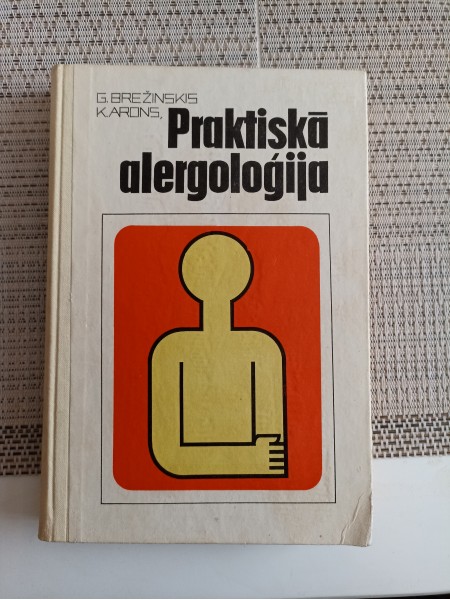 G. BREŽINSKIS
K. ARONS,
Praktiskā
alergoloģija